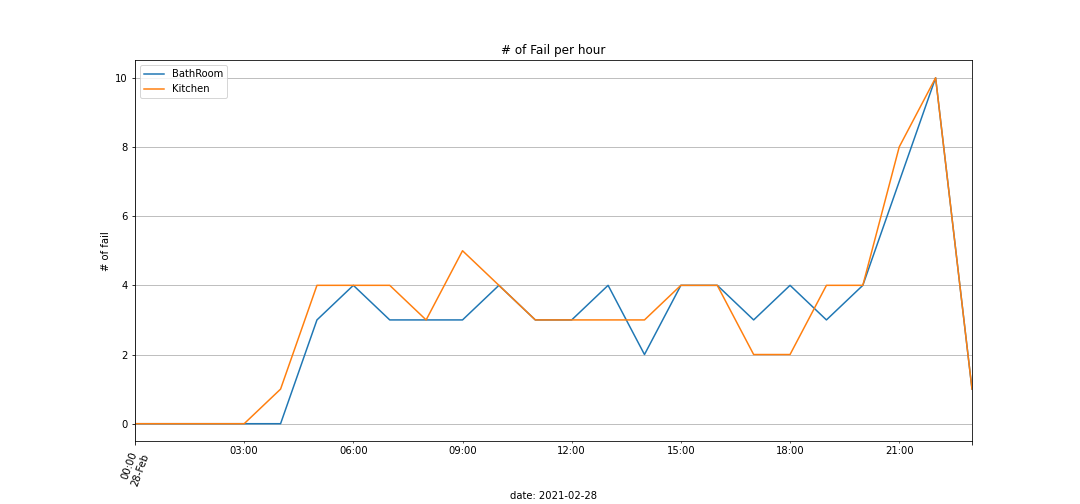 # of Fail per hour
BathRoom
Kitchen
10
8
6
4
2
0
# of fail
00:00
28-Feb
03:00
06:00
09:00
12:00
15:00
18:00
21:00
date: 2021-02-28